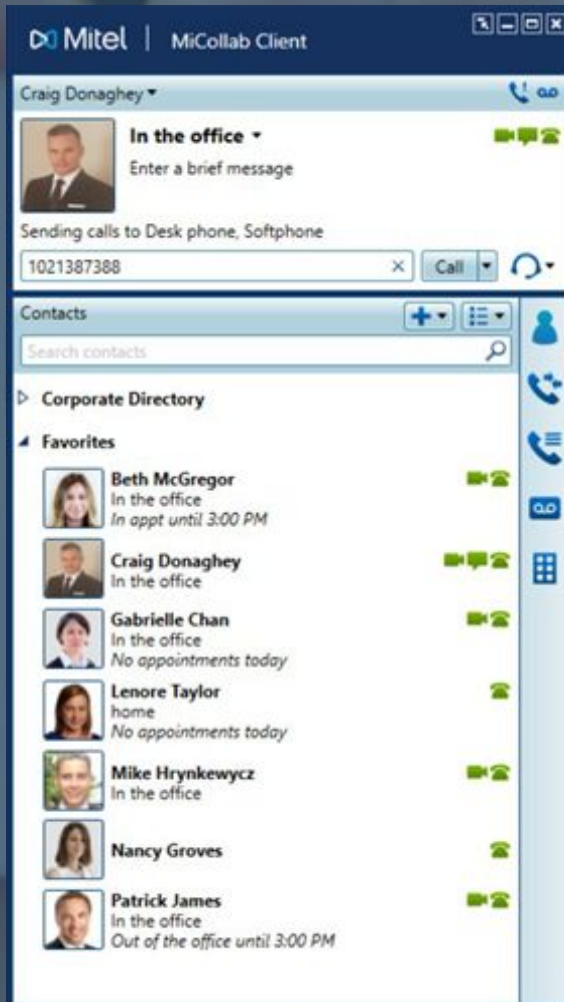 Mitel | MiCollab Client
Craig Donaghey
In the office
Enter a brief message
Sending calls to Desk phone, Softphone
1021387388 Call
Contacts
Search contacts
Corporate Directory
Favorites
Beth McGregor
In the office
In appt until 3:00 PM
Craig Donaghey
In the office
Gabrielle Chan
In the office
No appointments today
Lenore Taylor
home
No appointments today
Mike Hrynkewycz
In the office
Nancy Groves
Patrick James
In the office
Out of the office until 3:00 PM